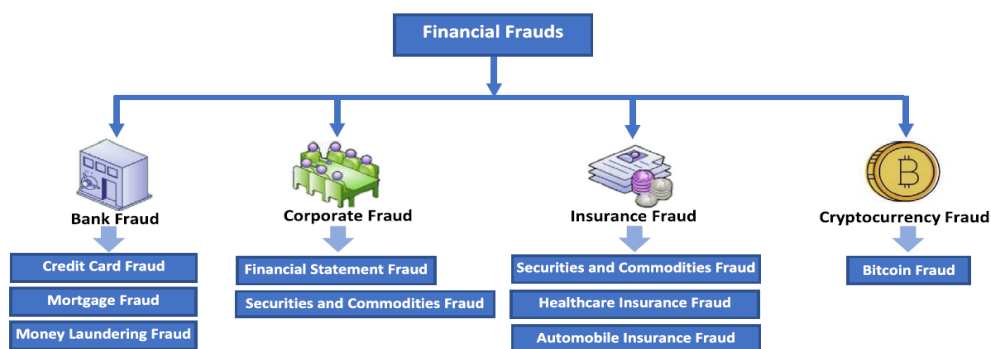 Financial Frauds
Bank Fraud
Corporate Fraud
Insurance Fraud
Cryptocurrency Fraud
Credit Card Fraud
Mortgage Fraud
Money Laundering Fraud
Financial Statement Fraud
Securities and Commodities Fraud
Securities and Commodities Fraud
Healthcare Insurance Fraud
Automobile Insurance Fraud
Bitcoin Fraud